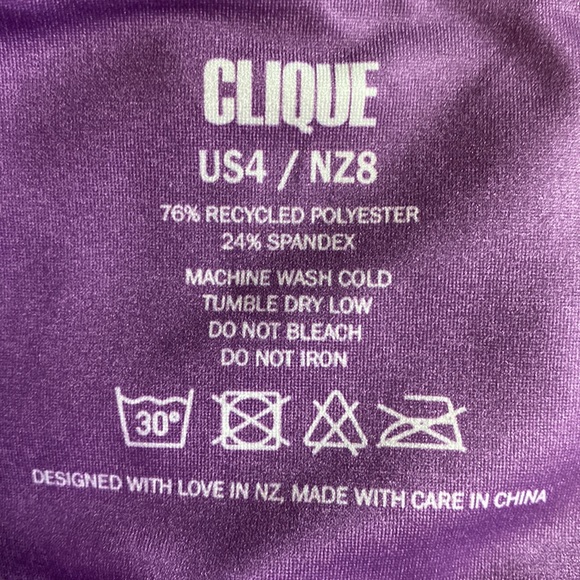 CLIQUE
US4 / NZ8
76% RECYCLED POLYESTER
24% SPANDEX
MACHINE WASH COLD
TUMBLE DRY LOW
DO NOT BLEACH
DO NOT IRON
30°
DESIGNED WITH LOVE IN NZ, MADE WITH CARE IN CHINA